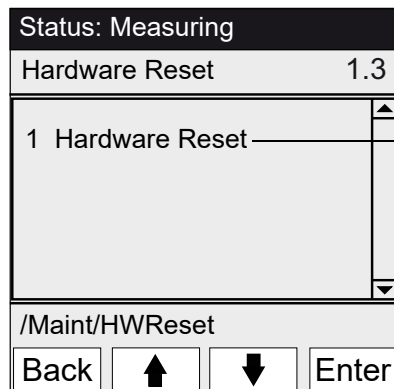 Status: Measuring
Hardware Reset 1.3
1 Hardware Reset
/Maint/HWReset
Back Enter